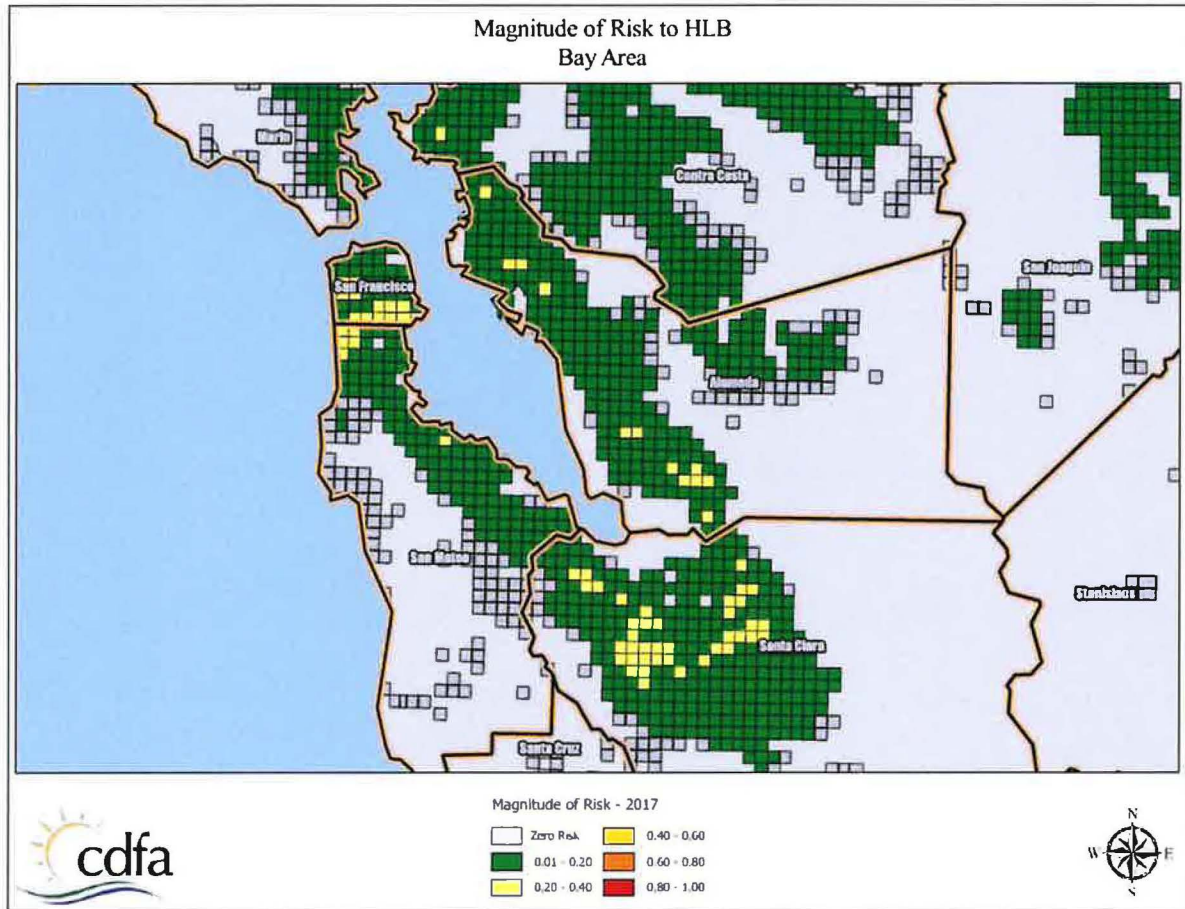 Magnitude of Risk to HLB
Bay Area
Marin
Contra Costa
San Francisco
San Joaquin
Alameda
San Mateo
Stanislaus
Santa Clara
Santa Cruz
cdfa
Magnitude of Risk - 2017
Zero Risk
0.01 - 0.20
0.20 - 0.40
0.40 - 0.60
0.60 - 0.80
0.80 - 1.00
N
W
E
S